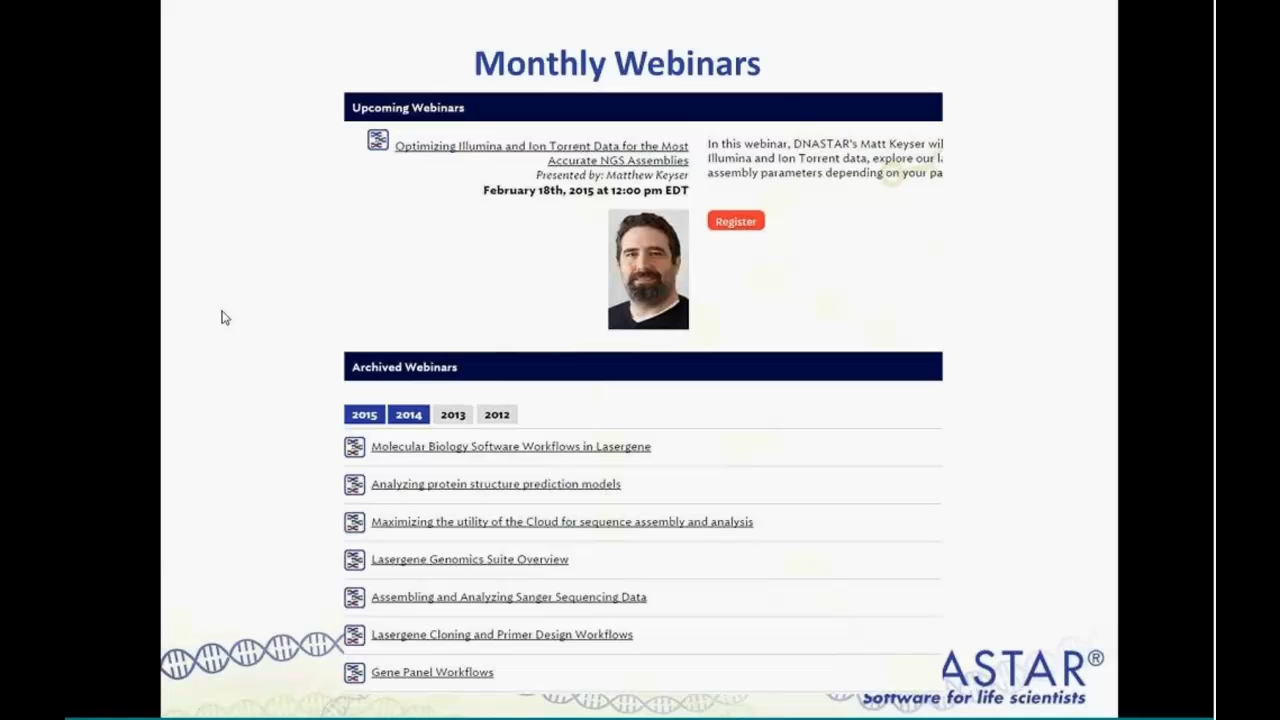 Monthly Webinars
Upcoming Webinars
Optimizing Illumina and Ion Torrent Data for the Most
Accurate NGS Assemblies
Presented by: Matthew Keyser
February 18th, 2015 at 12:00 pm EDT
In this webinar, DNASTAR's Matt Keyser wil
Illumina and Ion Torrent data, explore our l
assembly parameters depending on your pa
Register
Archived Webinars
2015 2014 2013 2012
Molecular Biology Software Workflows in Lasergene
Analyzing protein structure prediction models
Maximizing the utility of the Cloud for sequence assembly and analysis
Lasergene Genomics Suite Overview
Assembling and Analyzing Sanger Sequencing Data
Lasergene Cloning and Primer Design Workflows
Gene Panel Workflows
ASTAR®
Software for life scientists